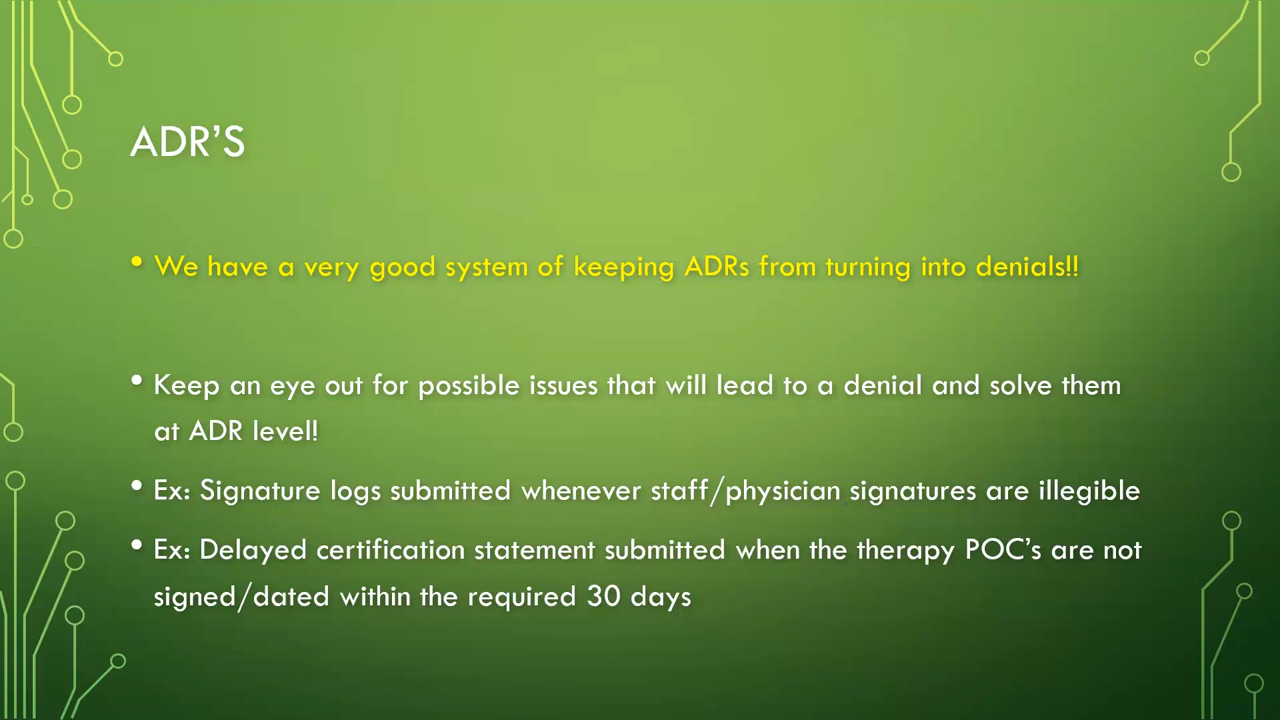 ADR’S
• We have a very good system of keeping ADRs from turning into denials!!
• Keep an eye out for possible issues that will lead to a denial and solve them
at ADR level!
• Ex: Signature logs submitted whenever staff/physician signatures are illegible
• Ex: Delayed certification statement submitted when the therapy POC’s are not
signed/dated within the required 30 days